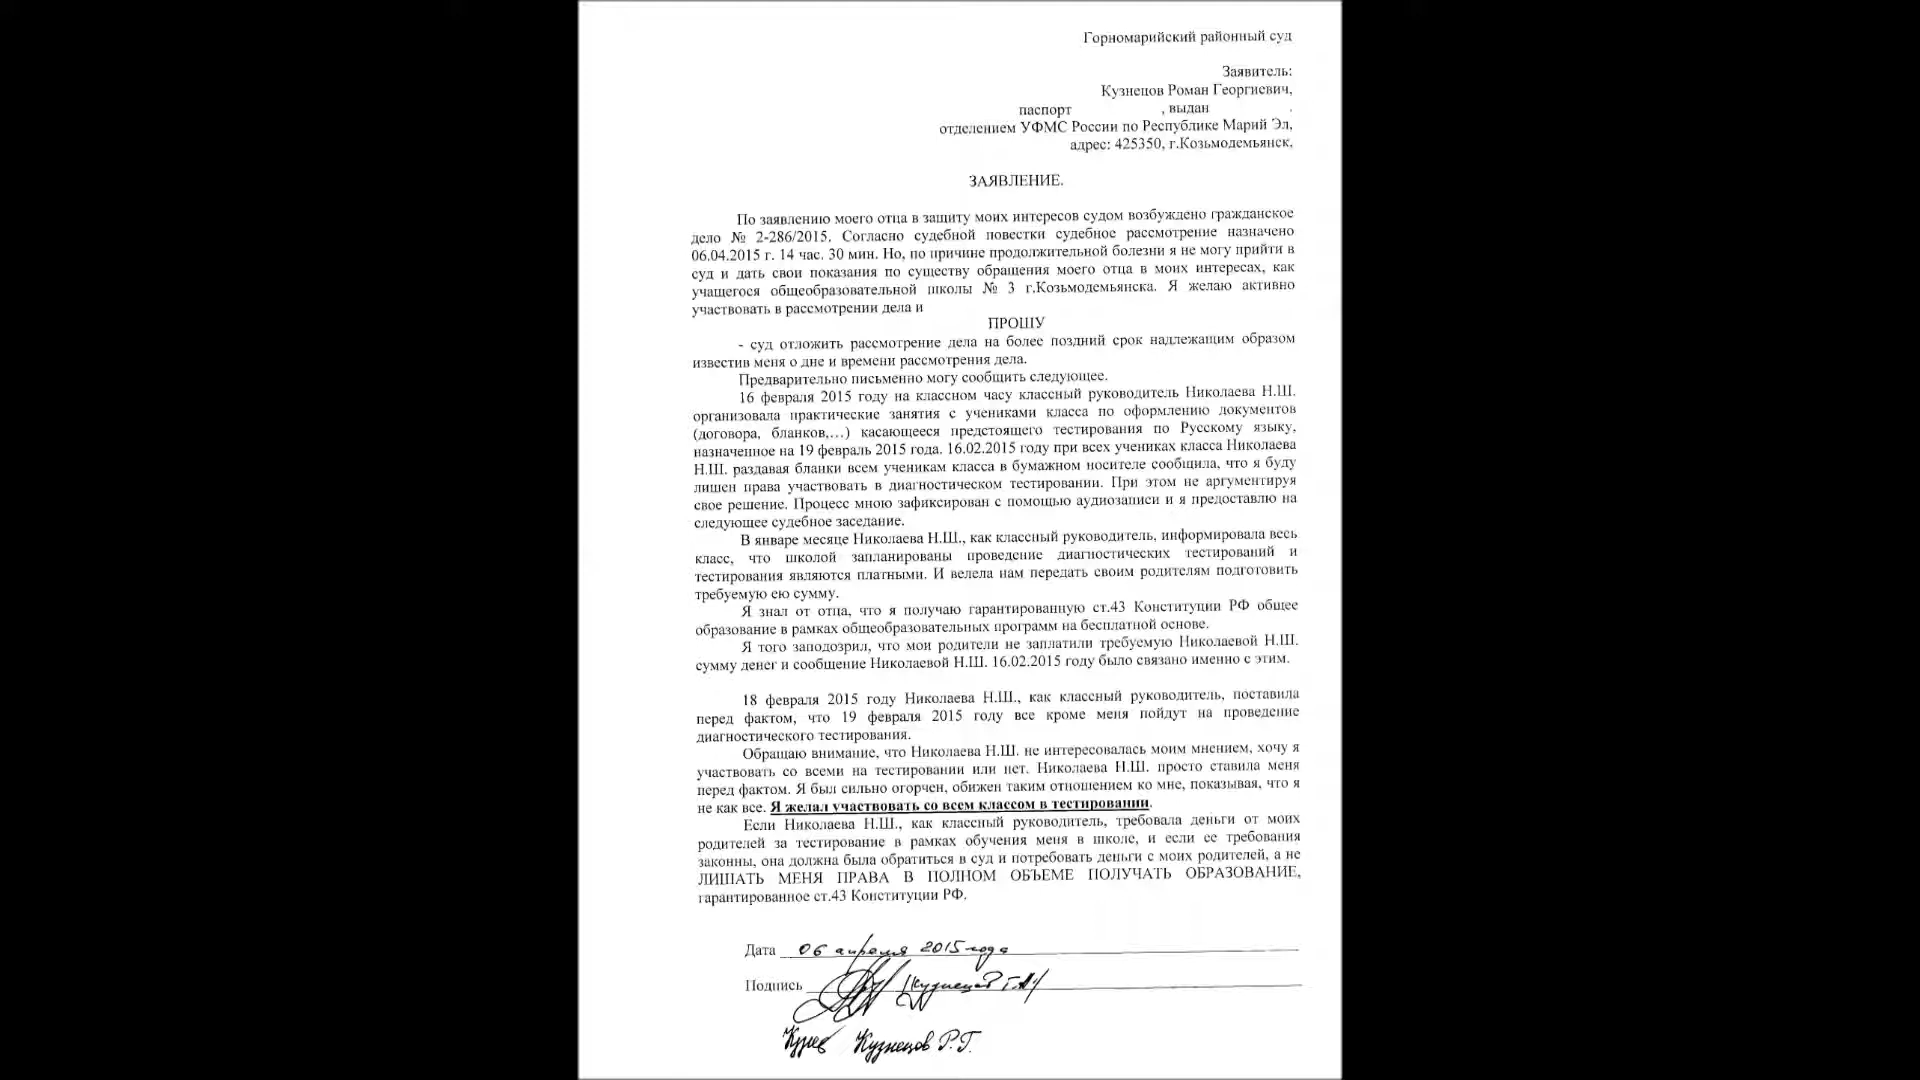 Горномарийский районный суд
Заявитель:
Кузнецов Роман Георгиевич,
паспорт , выдан .
отделением УФМС России по Республике Марий Эл,
адрес: 425350, г.Козьмодемьянск,
ЗАЯВЛЕНИЕ.
По заявлению моего отца в защиту моих интересов судом возбуждено гражданское
дело № 2-286/2015. Согласно судебной повестки судебное рассмотрение назначено
06.04.2015 г. 14 час. 30 мин. Но, по причине продолжительной болезни я не могу прийти в
суд и дать свои показания по существу обращения моего отца в моих интересах, как
учащегося общеобразовательной школы № 3 г.Козьмодемьянска. Я желаю активно
участвовать в рассмотрении дела и
ПРОШУ
- суд отложить рассмотрение дела на более поздний срок надлежащим образом
известив меня о дне и времени рассмотрения дела.
Предварительно письменно могу сообщить следующее.
16 февраля 2015 году на классном часу классный руководитель Николаева Н.Ш.
организовала практические занятия с учениками класса по оформлению документов
(договора, бланков,…) касающееся предстоящего тестирования по Русскому языку,
назначенное на 19 февраль 2015 года. 16.02.2015 году при всех учениках класса Николаева
Н.Ш. раздавая бланки всем ученикам класса в бумажном носителе сообщила, что я буду
лишен права участвовать в диагностическом тестировании. При этом не аргументируя
свое решение. Процесс мною зафиксирован с помощью аудиозаписи и я предоставлю на
следующее судебное заседание.
В январе месяце Николаева Н.Ш., как классный руководитель, информировала весь
класс, что школой запланированы проведение диагностических тестирований и
тестирования являются платными. И велела нам передать своим родителям подготовить
требуемую ею сумму.
Я знал от отца, что я получаю гарантированную ст.43 Конституции РФ общее
образование в рамках общеобразовательных программ на бесплатной основе.
Я того заподозрил, что мои родители не заплатили требуемую Николаевой Н.Ш.
сумму денег и сообщение Николаевой Н.Ш. 16.02.2015 году было связано именно с этим.
18 февраля 2015 году Николаева Н.Ш., как классный руководитель, поставила
перед фактом, что 19 февраля 2015 году все кроме меня пойдут на проведение
диагностического тестирования.
Обращаю внимание, что Николаева Н.Ш. не интересовалась моим мнением, хочу я
участвовать со всеми на тестировании или нет. Николаева Н.Ш. просто ставила меня
перед фактом. Я был сильно огорчен, обижен таким отношением ко мне, показывая, что я
не как все. Я желал участвовать со всем классом в тестировании.
Если Николаева Н.Ш., как классный руководитель, требовала деньги от моих
родителей за тестирование в рамках обучения меня в школе, и если ее требования
законны, она должна была обратиться в суд и потребовать деньги с моих родителей, а не
ЛИШАТЬ МЕНЯ ПРАВА В ПОЛНОМ ОБЪЕМЕ ПОЛУЧАТЬ ОБРАЗОВАНИЕ,
гарантированное ст.43 Конституции РФ.
Дата 06 апреля 2015 года
Подпись (Кузнецов Г.А.)
Кузнецов Р.Г.